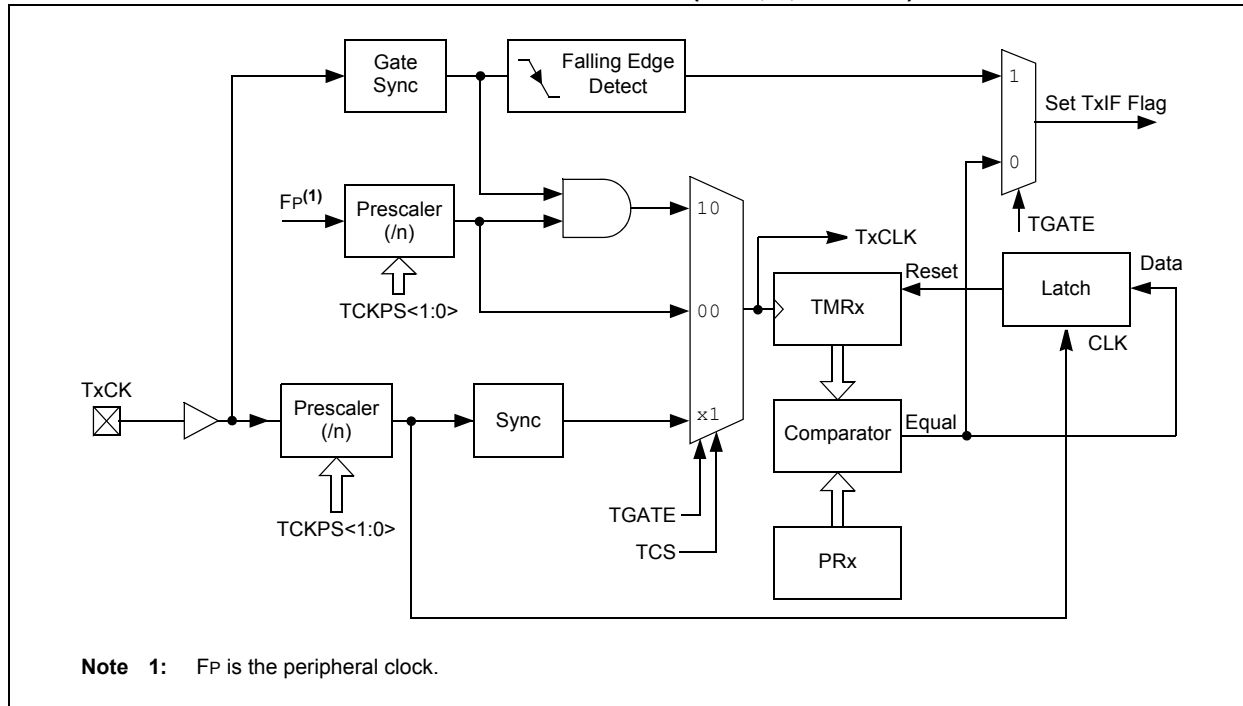 Gate
Sync
Falling Edge
Detect
1
Set TxIF Flag
0
FP(1)
Prescaler
(/n)
10
TGATE
TxCLK
Reset
Data
TCKPS<1:0>
00
TMRx
Latch
CLK
TxCK
Prescaler
(/n)
Sync
x1
Comparator
Equal
TCKPS<1:0>
TGATE
TCS
PRx
Note 1: FP is the peripheral clock.